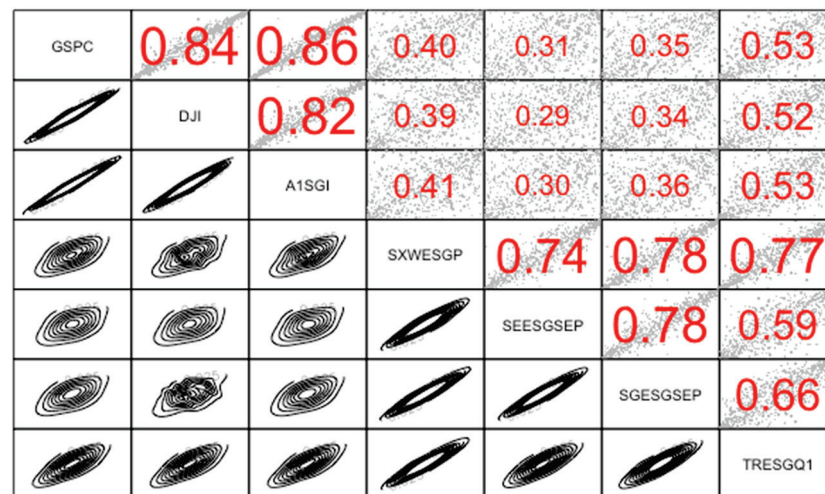 GSPC 0.84 0.86 0.40 0.31 0.35 0.53
DJI 0.82 0.39 0.29 0.34 0.52
A1SGI 0.41 0.30 0.36 0.53
SXWESGP 0.74 0.78 0.77
SEESGSEP 0.78 0.59
SGESGSEP 0.66
TRESGQ1